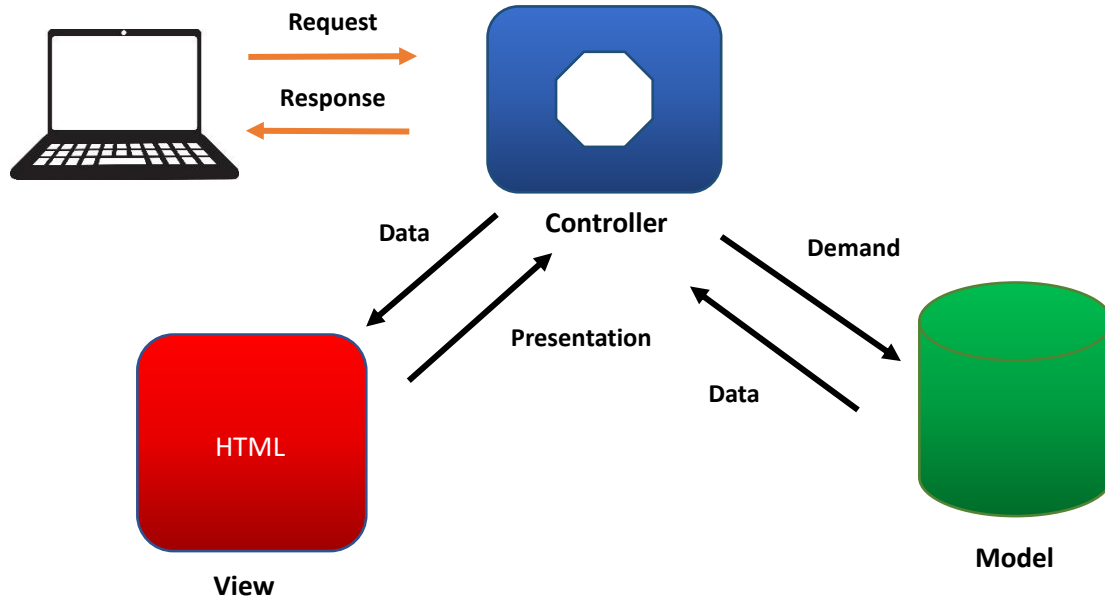 Request
Response
Controller
Data
Demand
Presentation
Data
HTML
Model
View